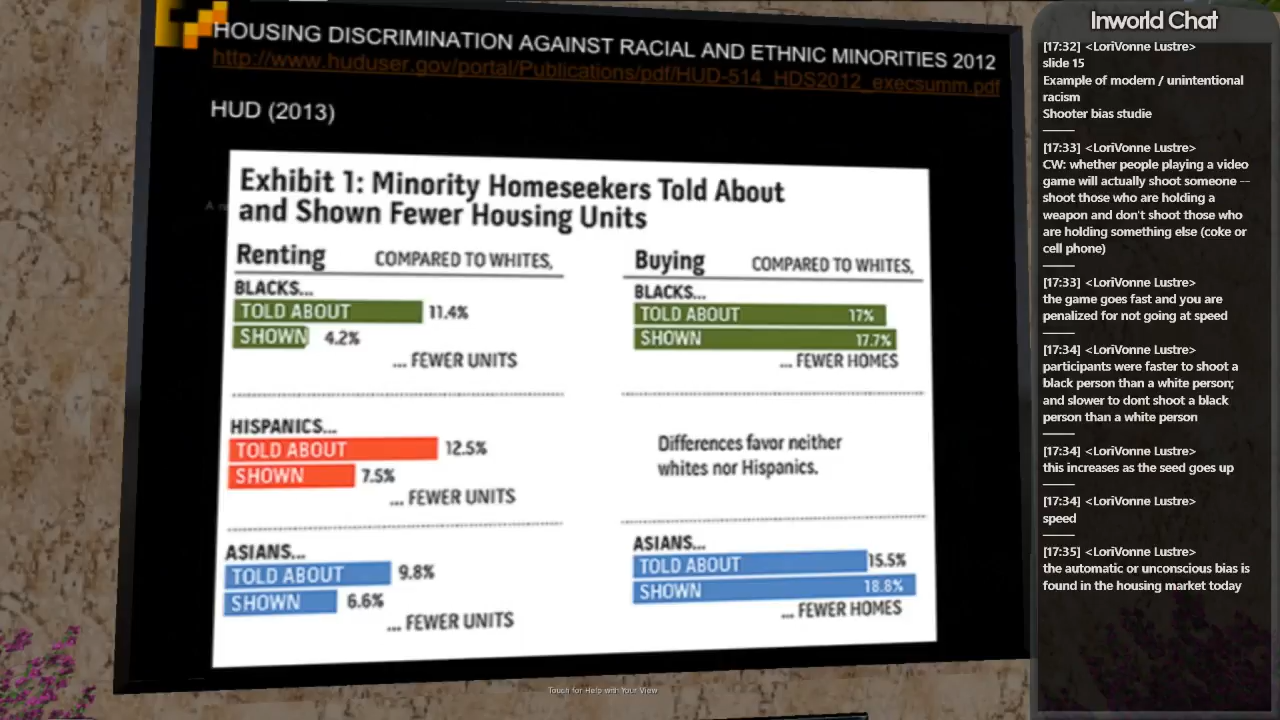 HOUSING DISCRIMINATION AGAINST RACIAL AND ETHNIC MINORITIES 2012
http://www.huduser.gov/portal/Publications/pdf/HUD-514_HDS2012_execsumm.pdf
HUD (2013)
Exhibit 1: Minority Homeseekers Told About
and Shown Fewer Housing Units
Renting COMPARED TO WHITES,
BLACKS...
TOLD ABOUT 11.4%
SHOWN 4.2%
... FEWER UNITS
HISPANICS...
TOLD ABOUT 12.5%
SHOWN 7.5%
... FEWER UNITS
ASIANS...
TOLD ABOUT 9.8%
SHOWN 6.6%
... FEWER UNITS
Buying COMPARED TO WHITES,
BLACKS...
TOLD ABOUT 17%
SHOWN 17.7%
... FEWER HOMES
Differences favor neither
whites nor Hispanics.
ASIANS...
TOLD ABOUT 15.5%
SHOWN 18.8%
... FEWER HOMES
Touch for Help with Your View
Inworld Chat
[17:32] <LoriVonne Lustre>
slide 15
Example of modern / unintentional
racism
Shooter bias studie
[17:33] <LoriVonne Lustre>
CW: whether people playing a video
game will actually shoot someone —
shoot those who are holding a
weapon and don't shoot those who
are holding something else (coke or
cell phone)
[17:33] <LoriVonne Lustre>
the game goes fast and you are
penalized for not going at speed
[17:34] <LoriVonne Lustre>
participants were faster to shoot a
black person than a white person;
and slower to dont shoot a black
person than a white person
[17:34] <LoriVonne Lustre>
this increases the seed goes up
[17:34] <LoriVonne Lustre>
speed
[17:35] <LoriVonne Lustre>
the automatic or unconscious bias is
found in the housing market today